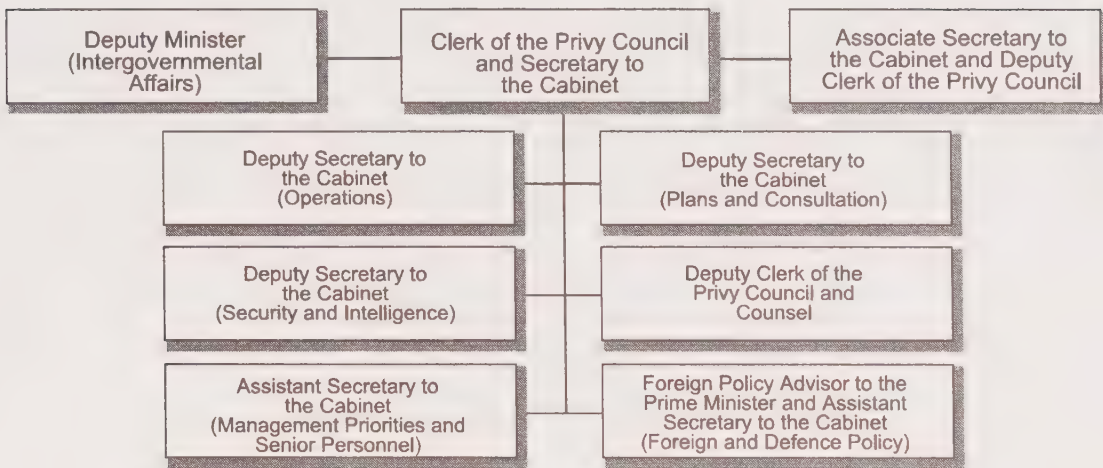 Deputy Minister
(Intergovernmental
Affairs)
Clerk of the Privy Council
and Secretary to
the Cabinet
Associate Secretary to
the Cabinet and Deputy
Clerk of the Privy Council
Deputy Secretary to
the Cabinet
(Operations)
Deputy Secretary to
the Cabinet
(Plans and Consultation)
Deputy Secretary to
the Cabinet
(Security and Intelligence)
Deputy Clerk of the
Privy Council and
Counsel
Assistant Secretary to
the Cabinet
(Management Priorities and
Senior Personnel)
Foreign Policy Advisor to the
Prime Minister and Assistant
Secretary to the Cabinet
(Foreign and Defence Policy)